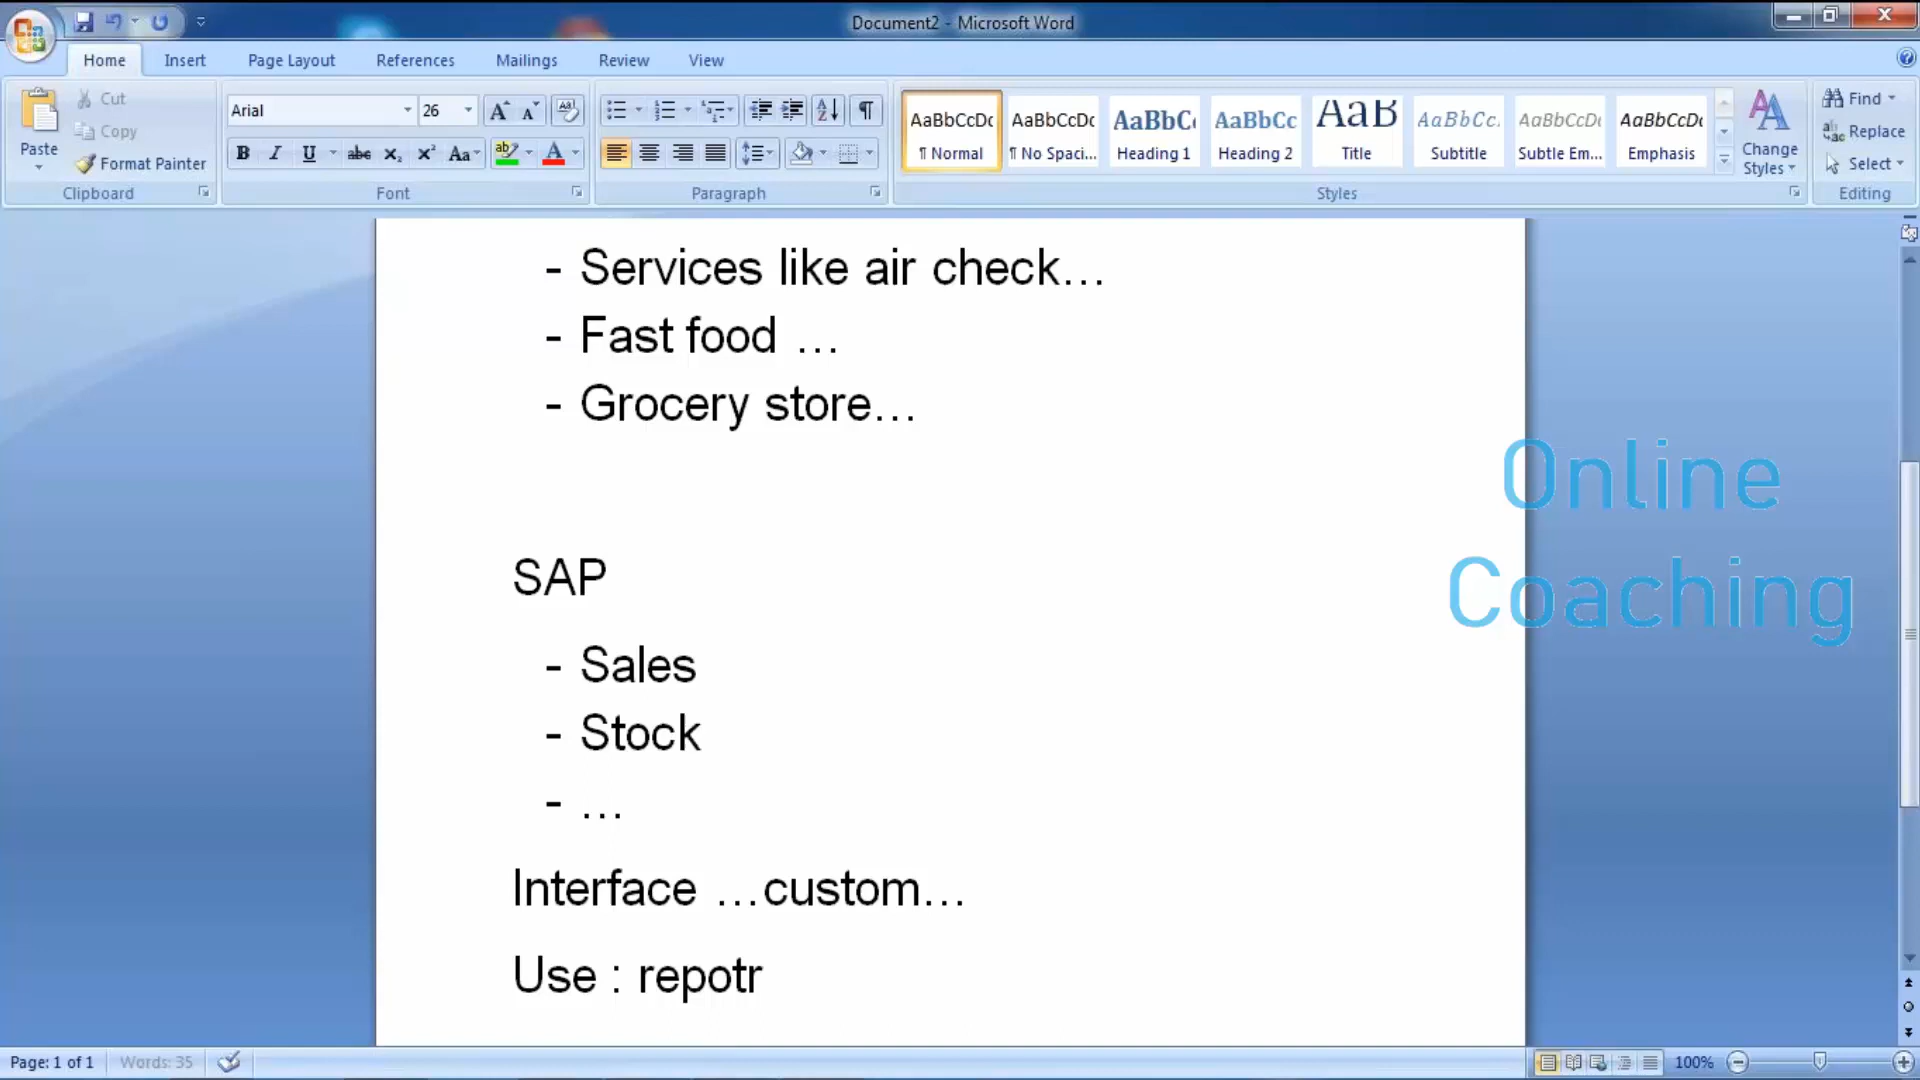 Document2 - Microsoft Word
Home Insert Page Layout References Mailings Review View
Paste
Cut
Copy
Format Painter
Clipboard
Arial 26
Font
Paragraph
AaBbCcDc AaBbCcDc AaBbC AaBbCc AaB AaBbCc. AaBbCcDc AaBbCcDc
¶ Normal ¶ No Spaci... Heading 1 Heading 2 Title Subtitle Subtle Em... Emphasis
Styles
Change Styles
Find
Replace
Select
Editing
- Services like air check...
- Fast food ...
- Grocery store...
SAP
- Sales
- Stock
- ...
Interface ...custom...
Use : repotr
Online
Coaching
Page: 1 of 1 Words: 35 100%